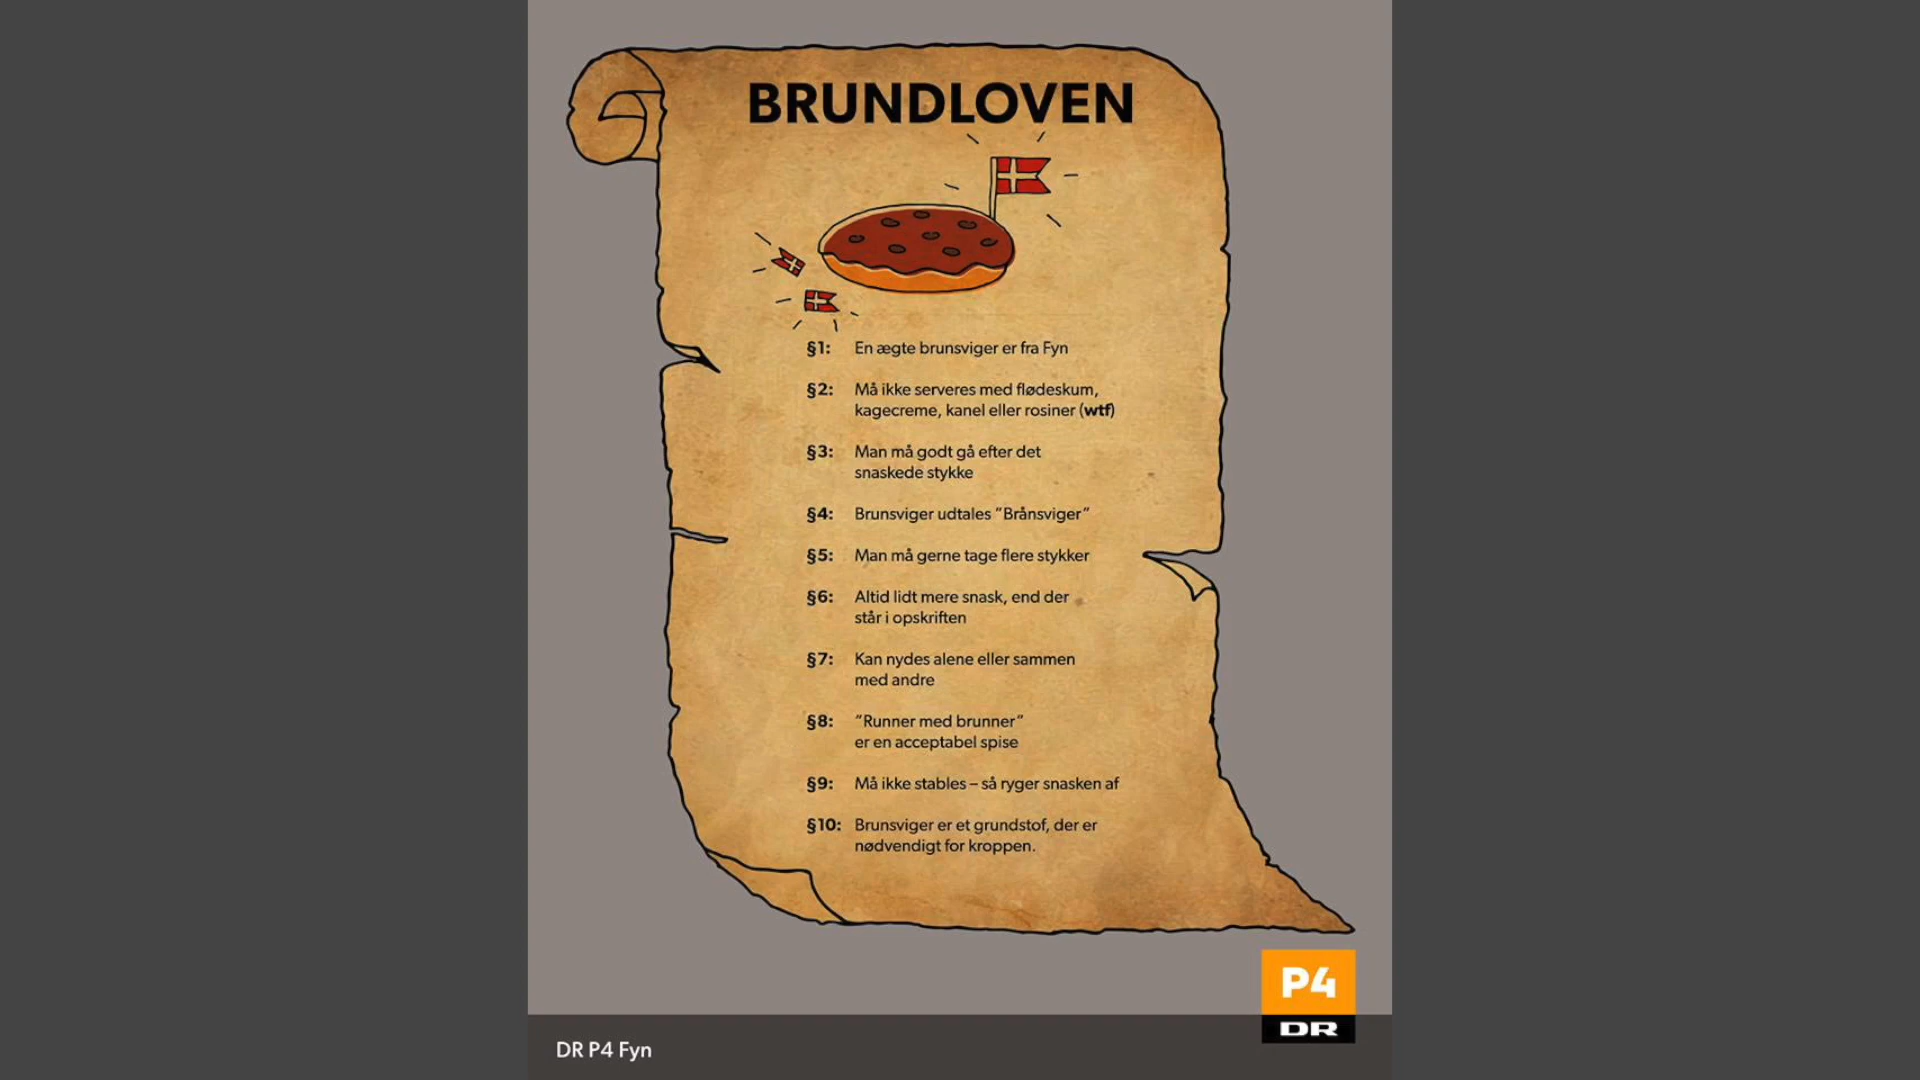 BRUNDLOVEN
§1: En ægte brunsviger er fra Fyn
§2: Må ikke serveres med flødeskum,
kagecreme, kanel eller rosiner (wtf)
§3: Man må godt gå efter det
snaskede stykke
§4: Brunsviger udtales “Brånsviger”
§5: Man må gerne tage flere stykker
§6: Altid lidt mere snask, end der
står i opskriften
§7: Kan nydes alene eller sammen
med andre
§8: “Runner med brunner”
er en acceptabel spise
§9: Må ikke stables – så ryger snasken af
§10: Brunsviger er et grundstof, der er
nødvendigt for kroppen.
P4
DR
DR P4 Fyn